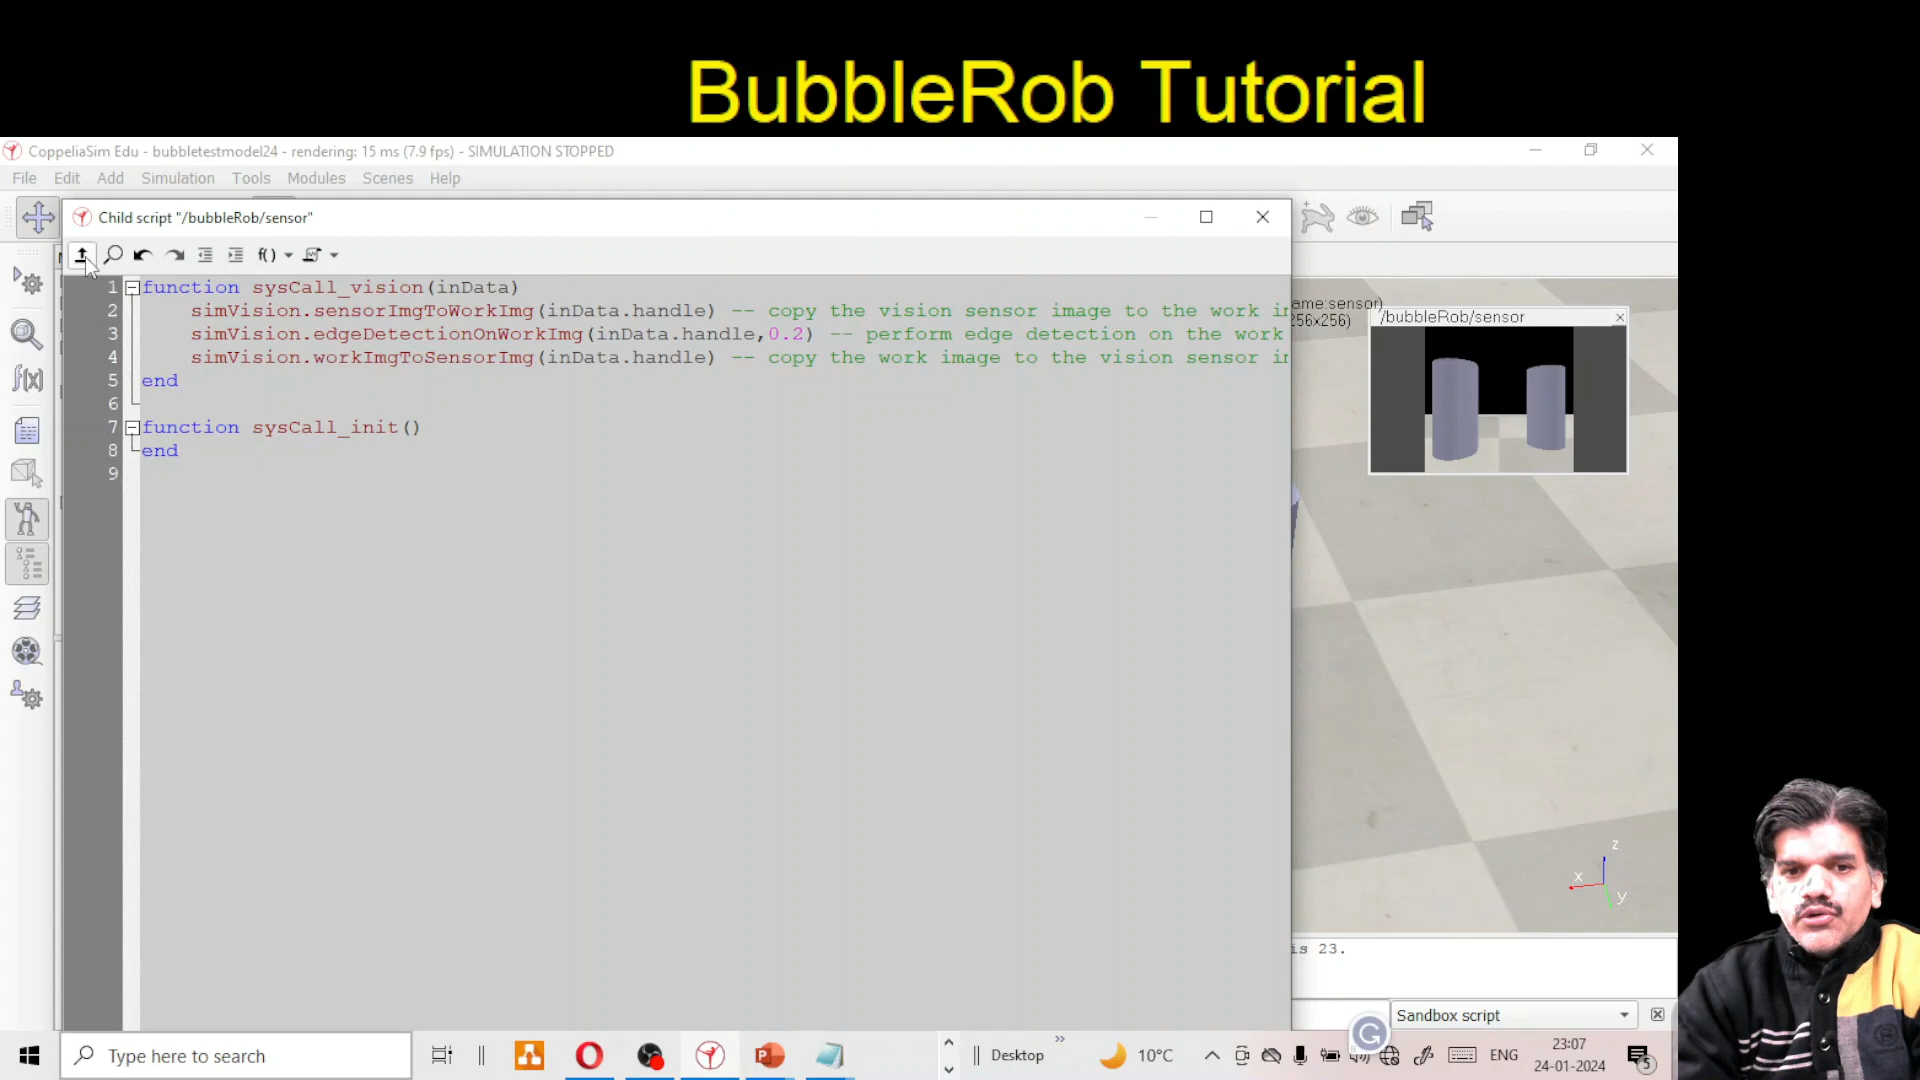 BubbleRob Tutorial
CoppeliaSim Edu - bubbletestmodel24 - rendering: 15 ms (7.9 fps) - SIMULATION STOPPED
File Edit Add Simulation Tools Modules Scenes Help
Child script "/bubbleRob/sensor"
f()
1 function sysCall_vision(inData)
2 simVision.sensorImgToWorkImg(inData.handle) -- copy the vision sensor image to the work
3 simVision.edgeDetectionOnWorkImg(inData.handle,0.2) -- perform edge detection on the work
4 simVision.workImgToSensorImg(inData.handle) -- copy the work image to the vision sensor
5 end
6
7 function sysCall_init()
8 end
9
f(x)
ame:sensor)
256x256)
/bubbleRob/sensor
z
x
y
is 23.
Sandbox script
Type here to search
Desktop
10°C
ENG
23:07
24-01-2024
5